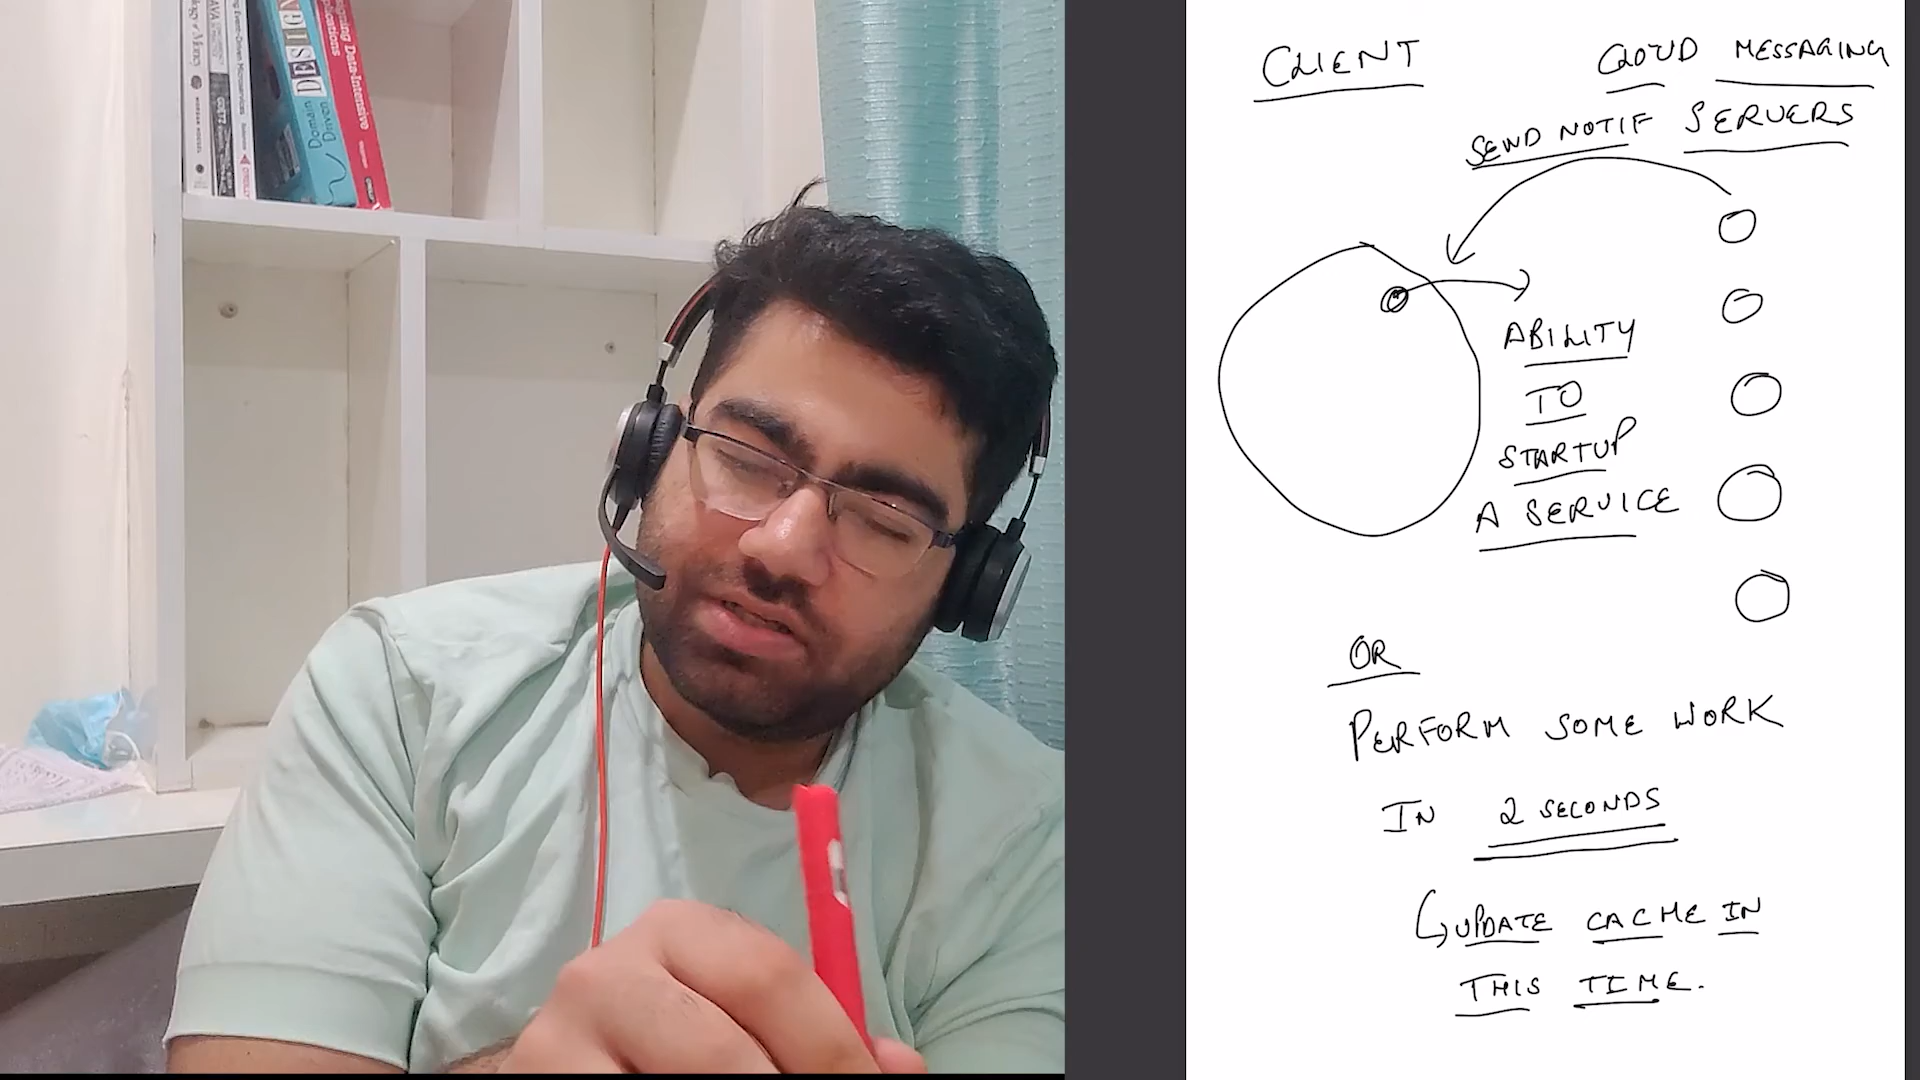 DESIGN
Domain
Driven
Designing Data-Intensive
Applications
CLIENT
CLOUD MESSAGING
SERVERS
SEND NOTIF
ABILITY
TO
STARTUP
A SERVICE
OR
PERFORM SOME WORK
IN 2 SECONDS
UPDATE CACHE IN
THIS TIME.